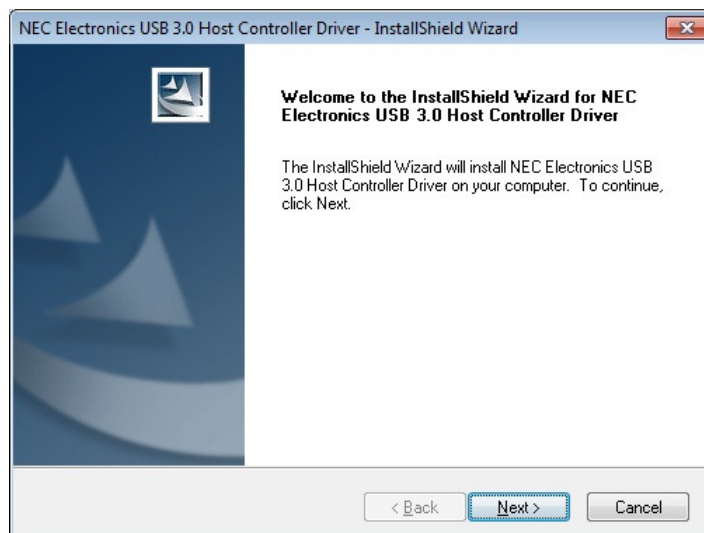 NEC Electronics USB 3.0 Host Controller Driver - InstallShield Wizard
Welcome to the InstallShield Wizard for NEC
Electronics USB 3.0 Host Controller Driver
The InstallShield Wizard will install NEC Electronics USB
3.0 Host Controller Driver on your computer. To continue,
click Next.
< Back Next > Cancel